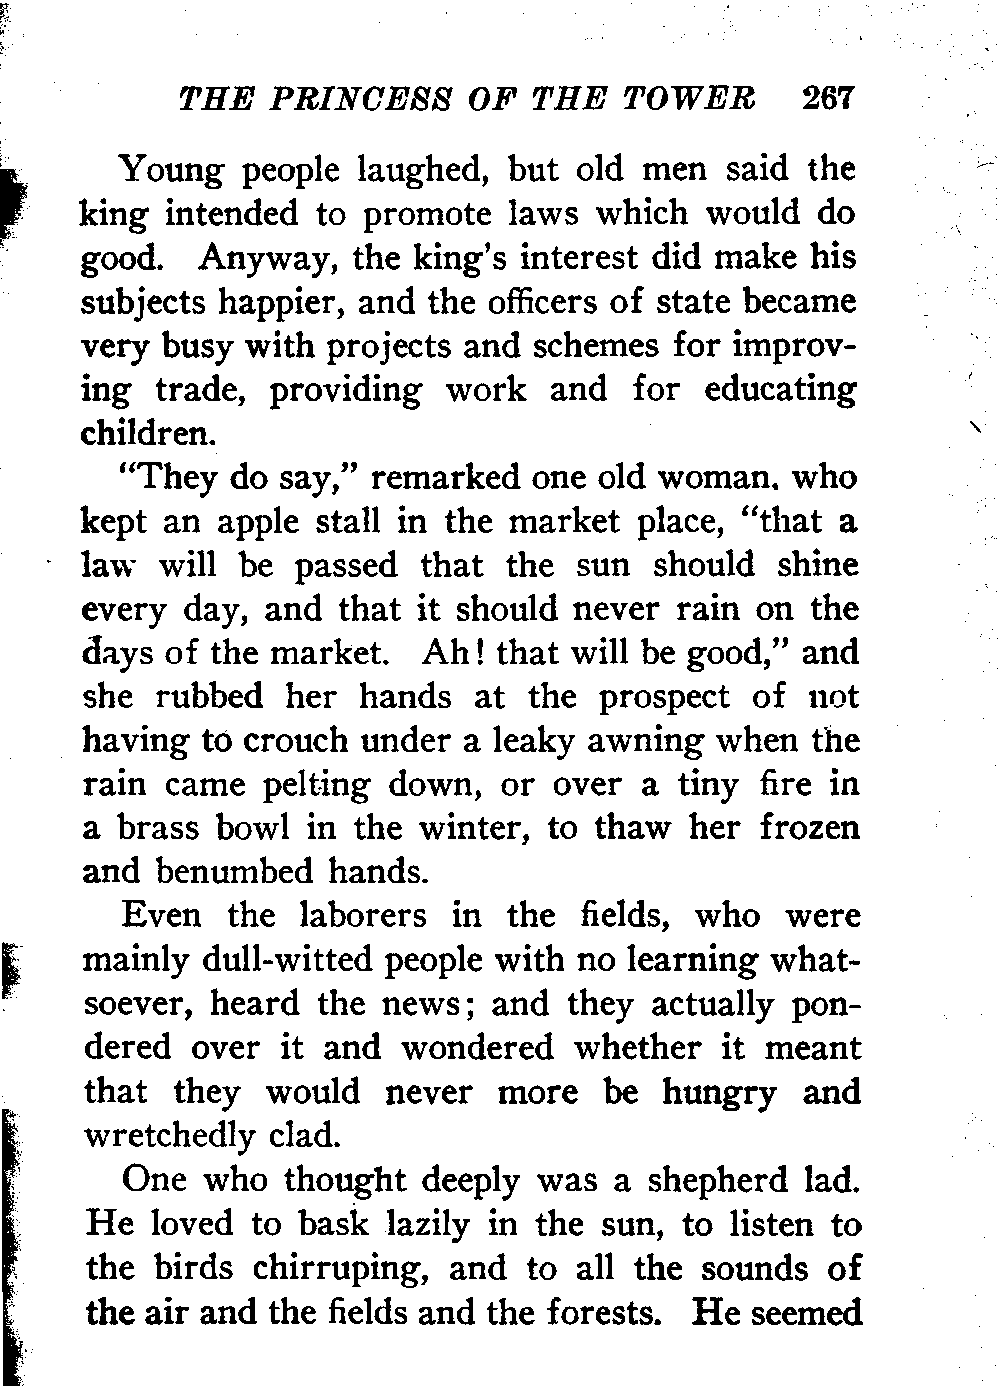 THE PRINCESS OF THE TOWER 267
Young people laughed, but old men said the
king intended to promote laws which would do
good. Anyway, the king's interest did make his
subjects happier, and the officers of state became
very busy with projects and schemes for improv-
ing trade, providing work and for educating
children.
"They do say," remarked one old woman. who
kept an apple stall in the market place, "that a
law will be passed that the sun should shine
every day, and that it should never rain on the
days of the market. Ah! that will be good," and
she rubbed her hands at the prospect of not
having to crouch under a leaky awning when the
rain came pelting down, or over a tiny fire in
a brass bowl in the winter, to thaw her frozen
and benumbed hands.
Even the laborers in the fields, who were
mainly dull-witted people with no learning what-
soever, heard the news; and they actually pon-
dered over it and wondered whether it meant
that they would never more be hungry and
wretchedly clad.
One who thought deeply was a shepherd lad.
He loved to bask lazily in the sun, to listen to
the birds chirruping, and to all the sounds of
the air and the fields and the forests. He seemed